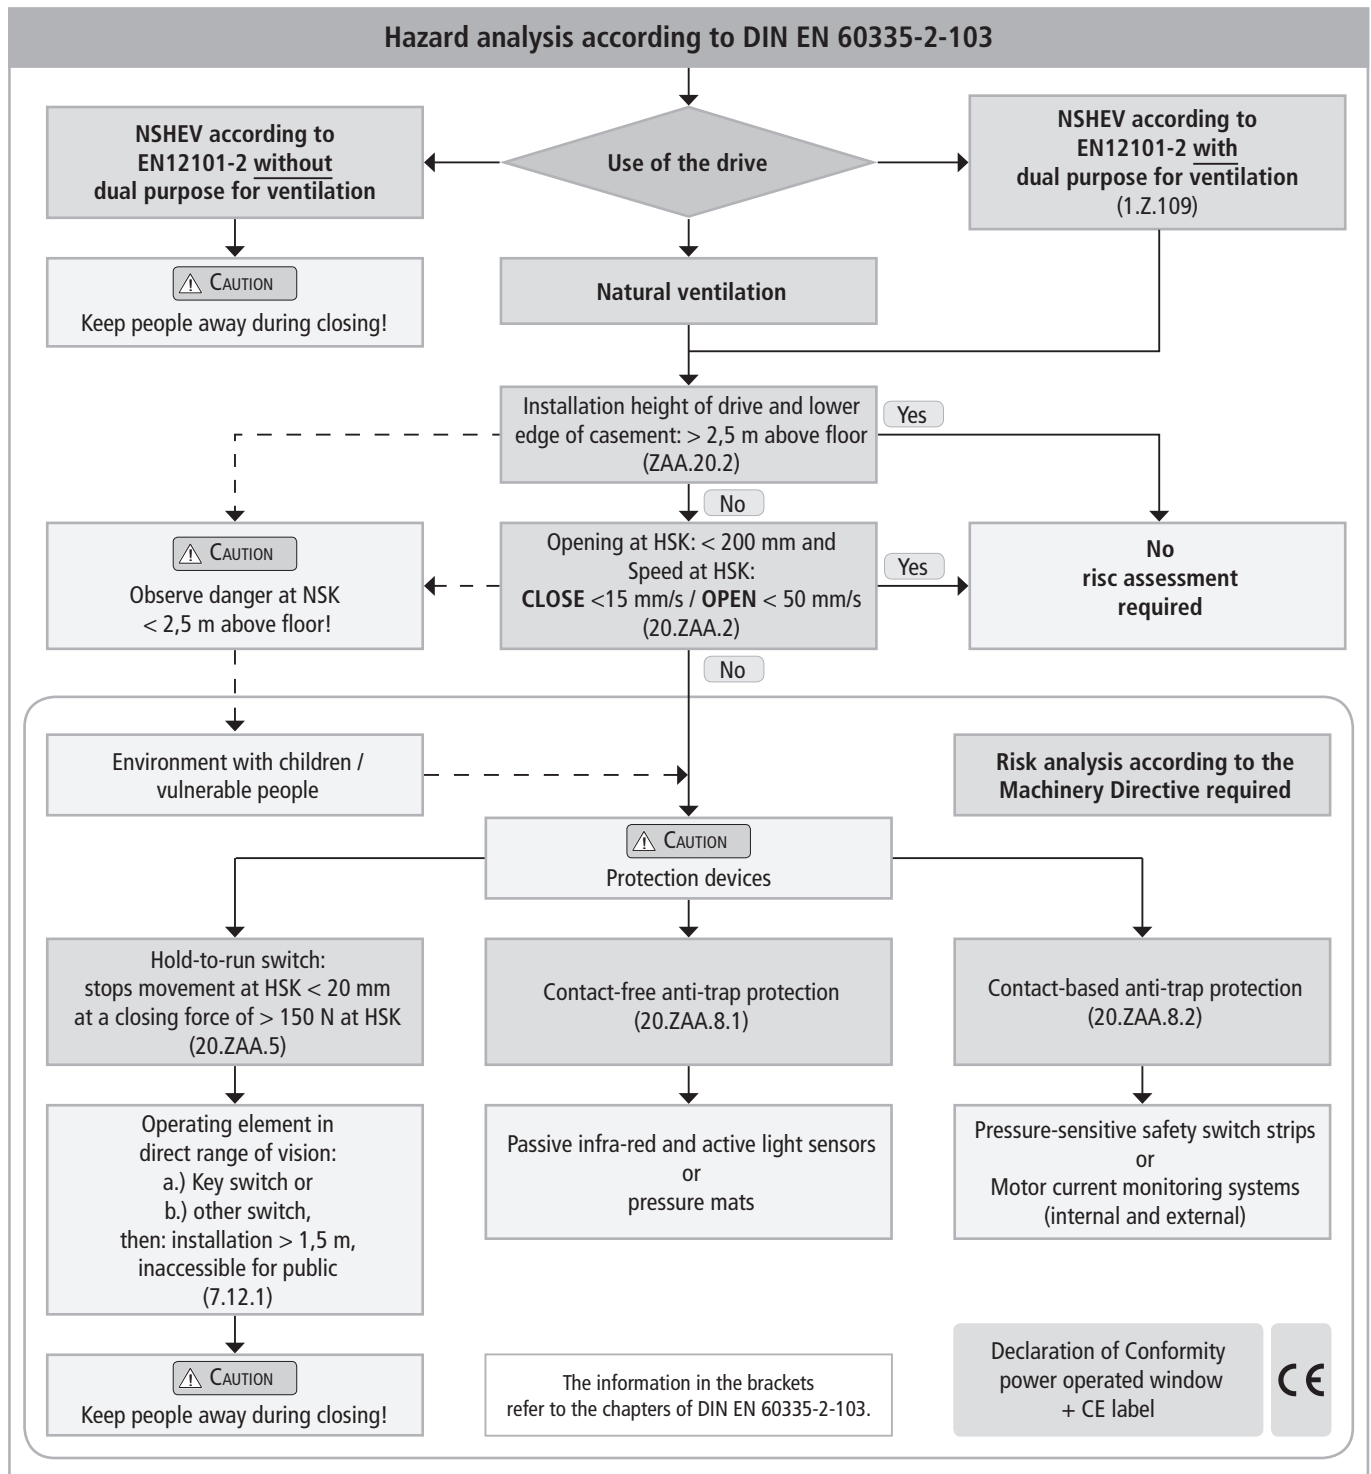 Hazard analysis according to DIN EN 60335-2-103
NSHEV according to
EN12101-2 without
dual purpose for ventilation
Use of the drive
NSHEV according to
EN12101-2 with
dual purpose for ventilation
(1.Z.109)
CAUTION
Keep people away during closing!
Natural ventilation
Installation height of drive and lower
edge of casement: > 2,5 m above floor
(ZAA.20.2)
Yes
No
CAUTION
Observe danger at NSK
< 2,5 m above floor!
Opening at HSK: < 200 mm and
Speed at HSK:
CLOSE <15 mm/s / OPEN < 50 mm/s
(20.ZAA.2)
Yes
No
risc assessment
required
No
Environment with children /
vulnerable people
Risk analysis according to the
Machinery Directive required
CAUTION
Protection devices
Hold-to-run switch:
stops movement at HSK < 20 mm
at a closing force of > 150 N at HSK
(20.ZAA.5)
Contact-free anti-trap protection
(20.ZAA.8.1)
Contact-based anti-trap protection
(20.ZAA.8.2)
Operating element in
direct range of vision:
a.) Key switch or
b.) other switch,
then: installation > 1,5 m,
inaccessible for public
(7.12.1)
Passive infra-red and active light sensors
or
pressure mats
Pressure-sensitive safety switch strips
or
Motor current monitoring systems
(internal and external)
CAUTION
Keep people away during closing!
The information in the brackets
refer to the chapters of DIN EN 60335-2-103.
Declaration of Conformity
power operated window
+ CE label
CE